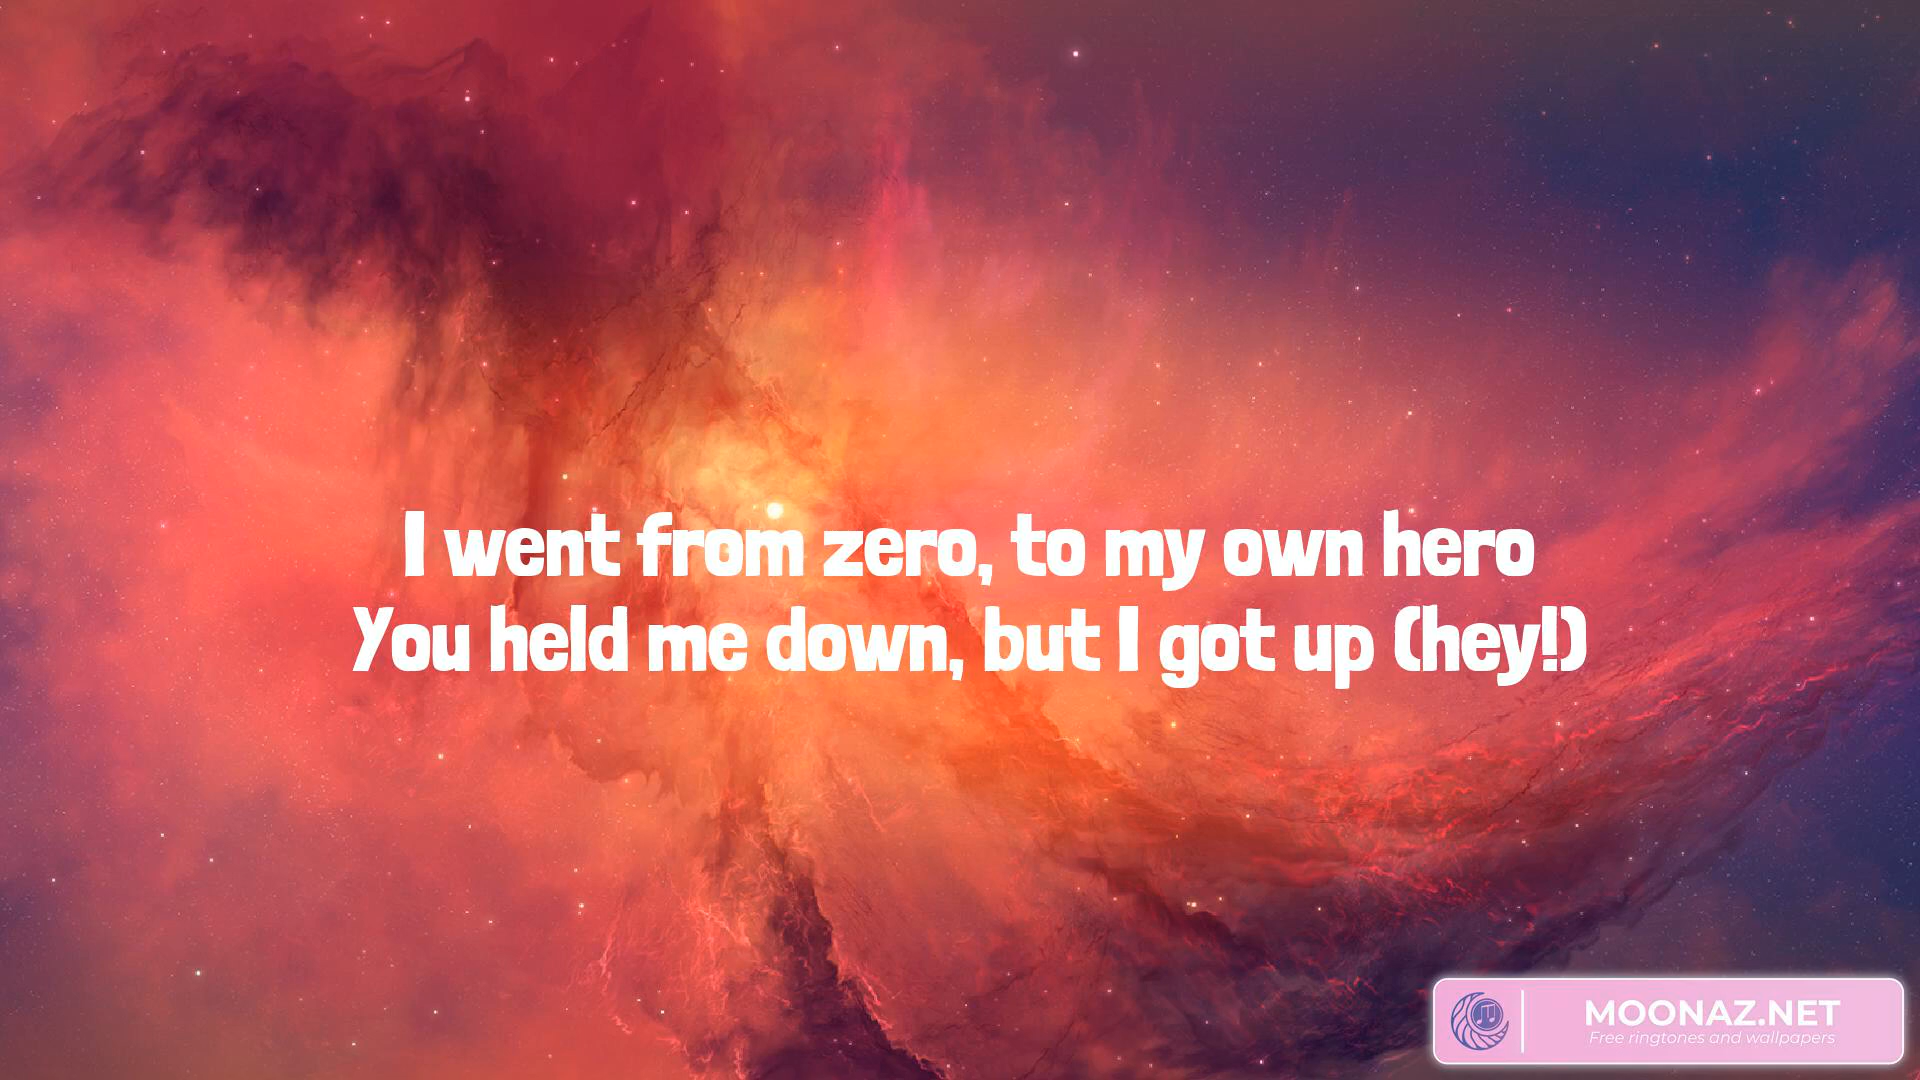 I went from zero, to my own hero
You held me down, but I got up (hey!)
MOONAZ.NET
Free ringtones and wallpapers